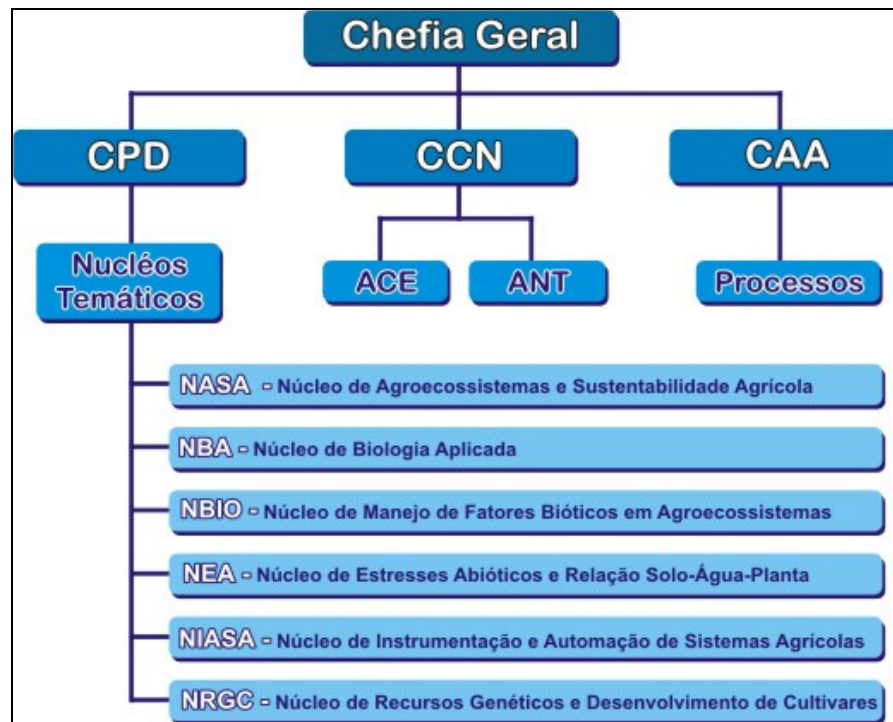 Chefia Geral
CPD
CCN
CAA
Nucléos
Temáticos
ACE
ANT
Processos
NASA - Núcleo de Agroecossistemas e Sustentabilidade Agrícola
NBA - Núcleo de Biologia Aplicada
NBIO - Núcleo de Manejo de Fatores Bióticos em Agroecossistemas
NEA - Núcleo de Estresses Abióticos e Relação Solo-Água-Planta
NIASA - Núcleo de Instrumentação e Automação de Sistemas Agrícolas
NRGC - Núcleo de Recursos Genéticos e Desenvolvimento de Cultivares